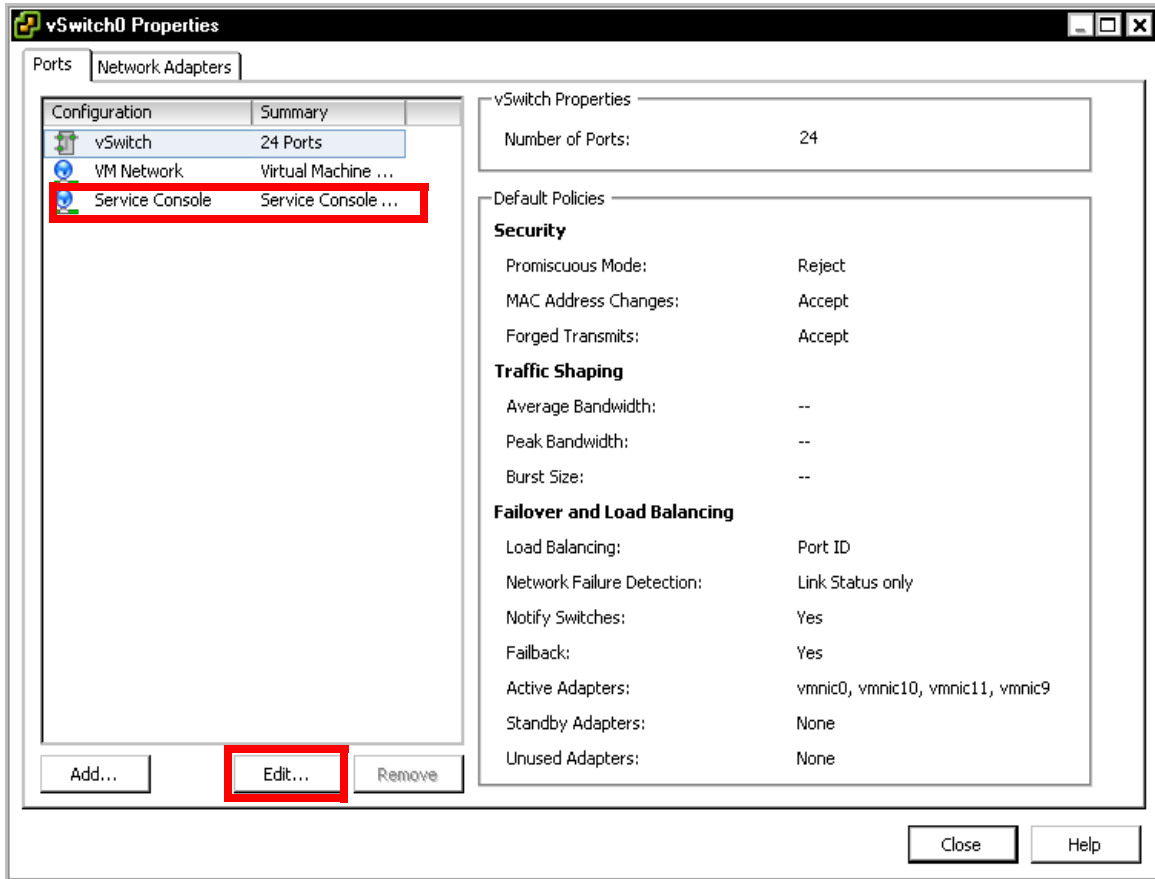 vSwitch0 Properties
Ports Network Adapters
Configuration Summary
vSwitch 24 Ports
VM Network Virtual Machine ...
Service Console Service Console ...
Add... Edit... Remove
vSwitch Properties
Number of Ports: 24
Default Policies
Security
Promiscuous Mode: Reject
MAC Address Changes: Accept
Forged Transmits: Accept
Traffic Shaping
Average Bandwidth: --
Peak Bandwidth: --
Burst Size: --
Failover and Load Balancing
Load Balancing: Port ID
Network Failure Detection: Link Status only
Notify Switches: Yes
Failback: Yes
Active Adapters: vmnic0, vmnic10, vmnic11, vmnic9
Standby Adapters: None
Unused Adapters: None
Close Help